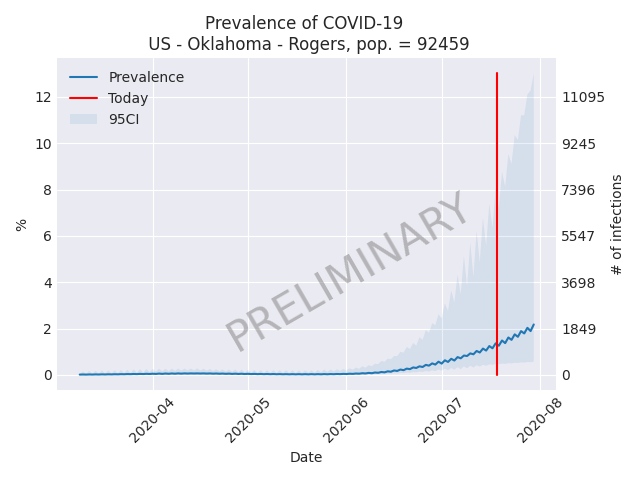 Prevalence of COVID-19
US - Oklahoma - Rogers, pop. = 92459
Prevalence
Today
95CI
12
10
8
6
4
2
0
%
11095
9243
7396
5547
3698
1849
0
# of infections
PRELIMINARY
2020-04
2020-05
2020-06
2020-07
2020-08
Date